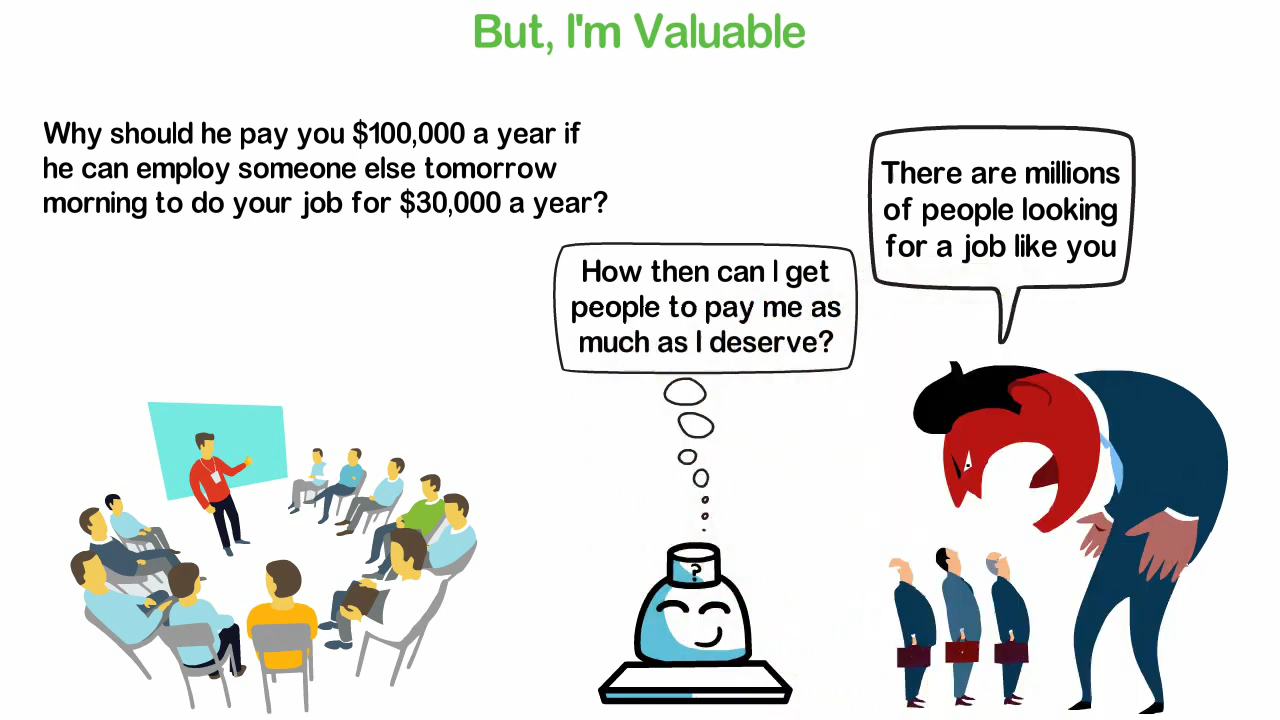 But, I'm Valuable
Why should he pay you $100,000 a year if
he can employ someone else tomorrow
morning to do your job for $30,000 a year?
There are millions
of people looking
for a job like you
How then can I get
people to pay me as
much as I deserve?
?